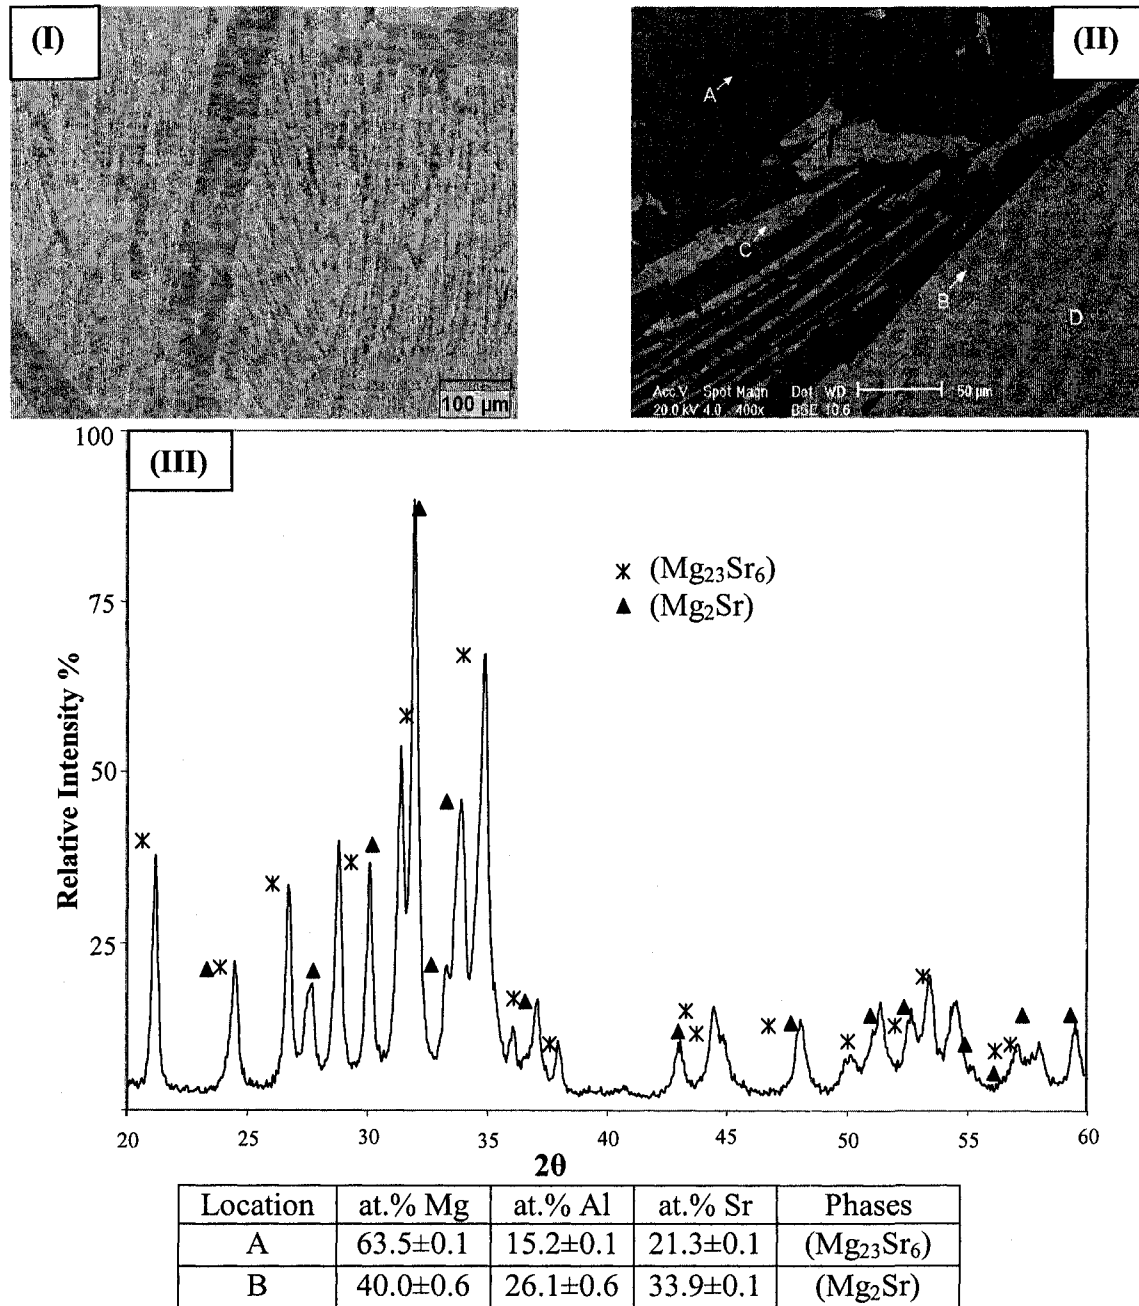 (I)
100 µm
(II)
A
C
B
D
Acc.V Spot Magn Det WD 50 µm
20.0 kV 4.0 400x BSE 10.6
(III)
100
75
50
25
Relative Intensity %
(Mg23Sr6)
(Mg2Sr)
20 25 30 35 40 45 50 55 60
2θ
Location at.% Mg at.% Al at.% Sr Phases
A 63.5±0.1 15.2±0.1 21.3±0.1 (Mg23Sr6)
B 40.0±0.6 26.1±0.6 33.9±0.1 (Mg2Sr)